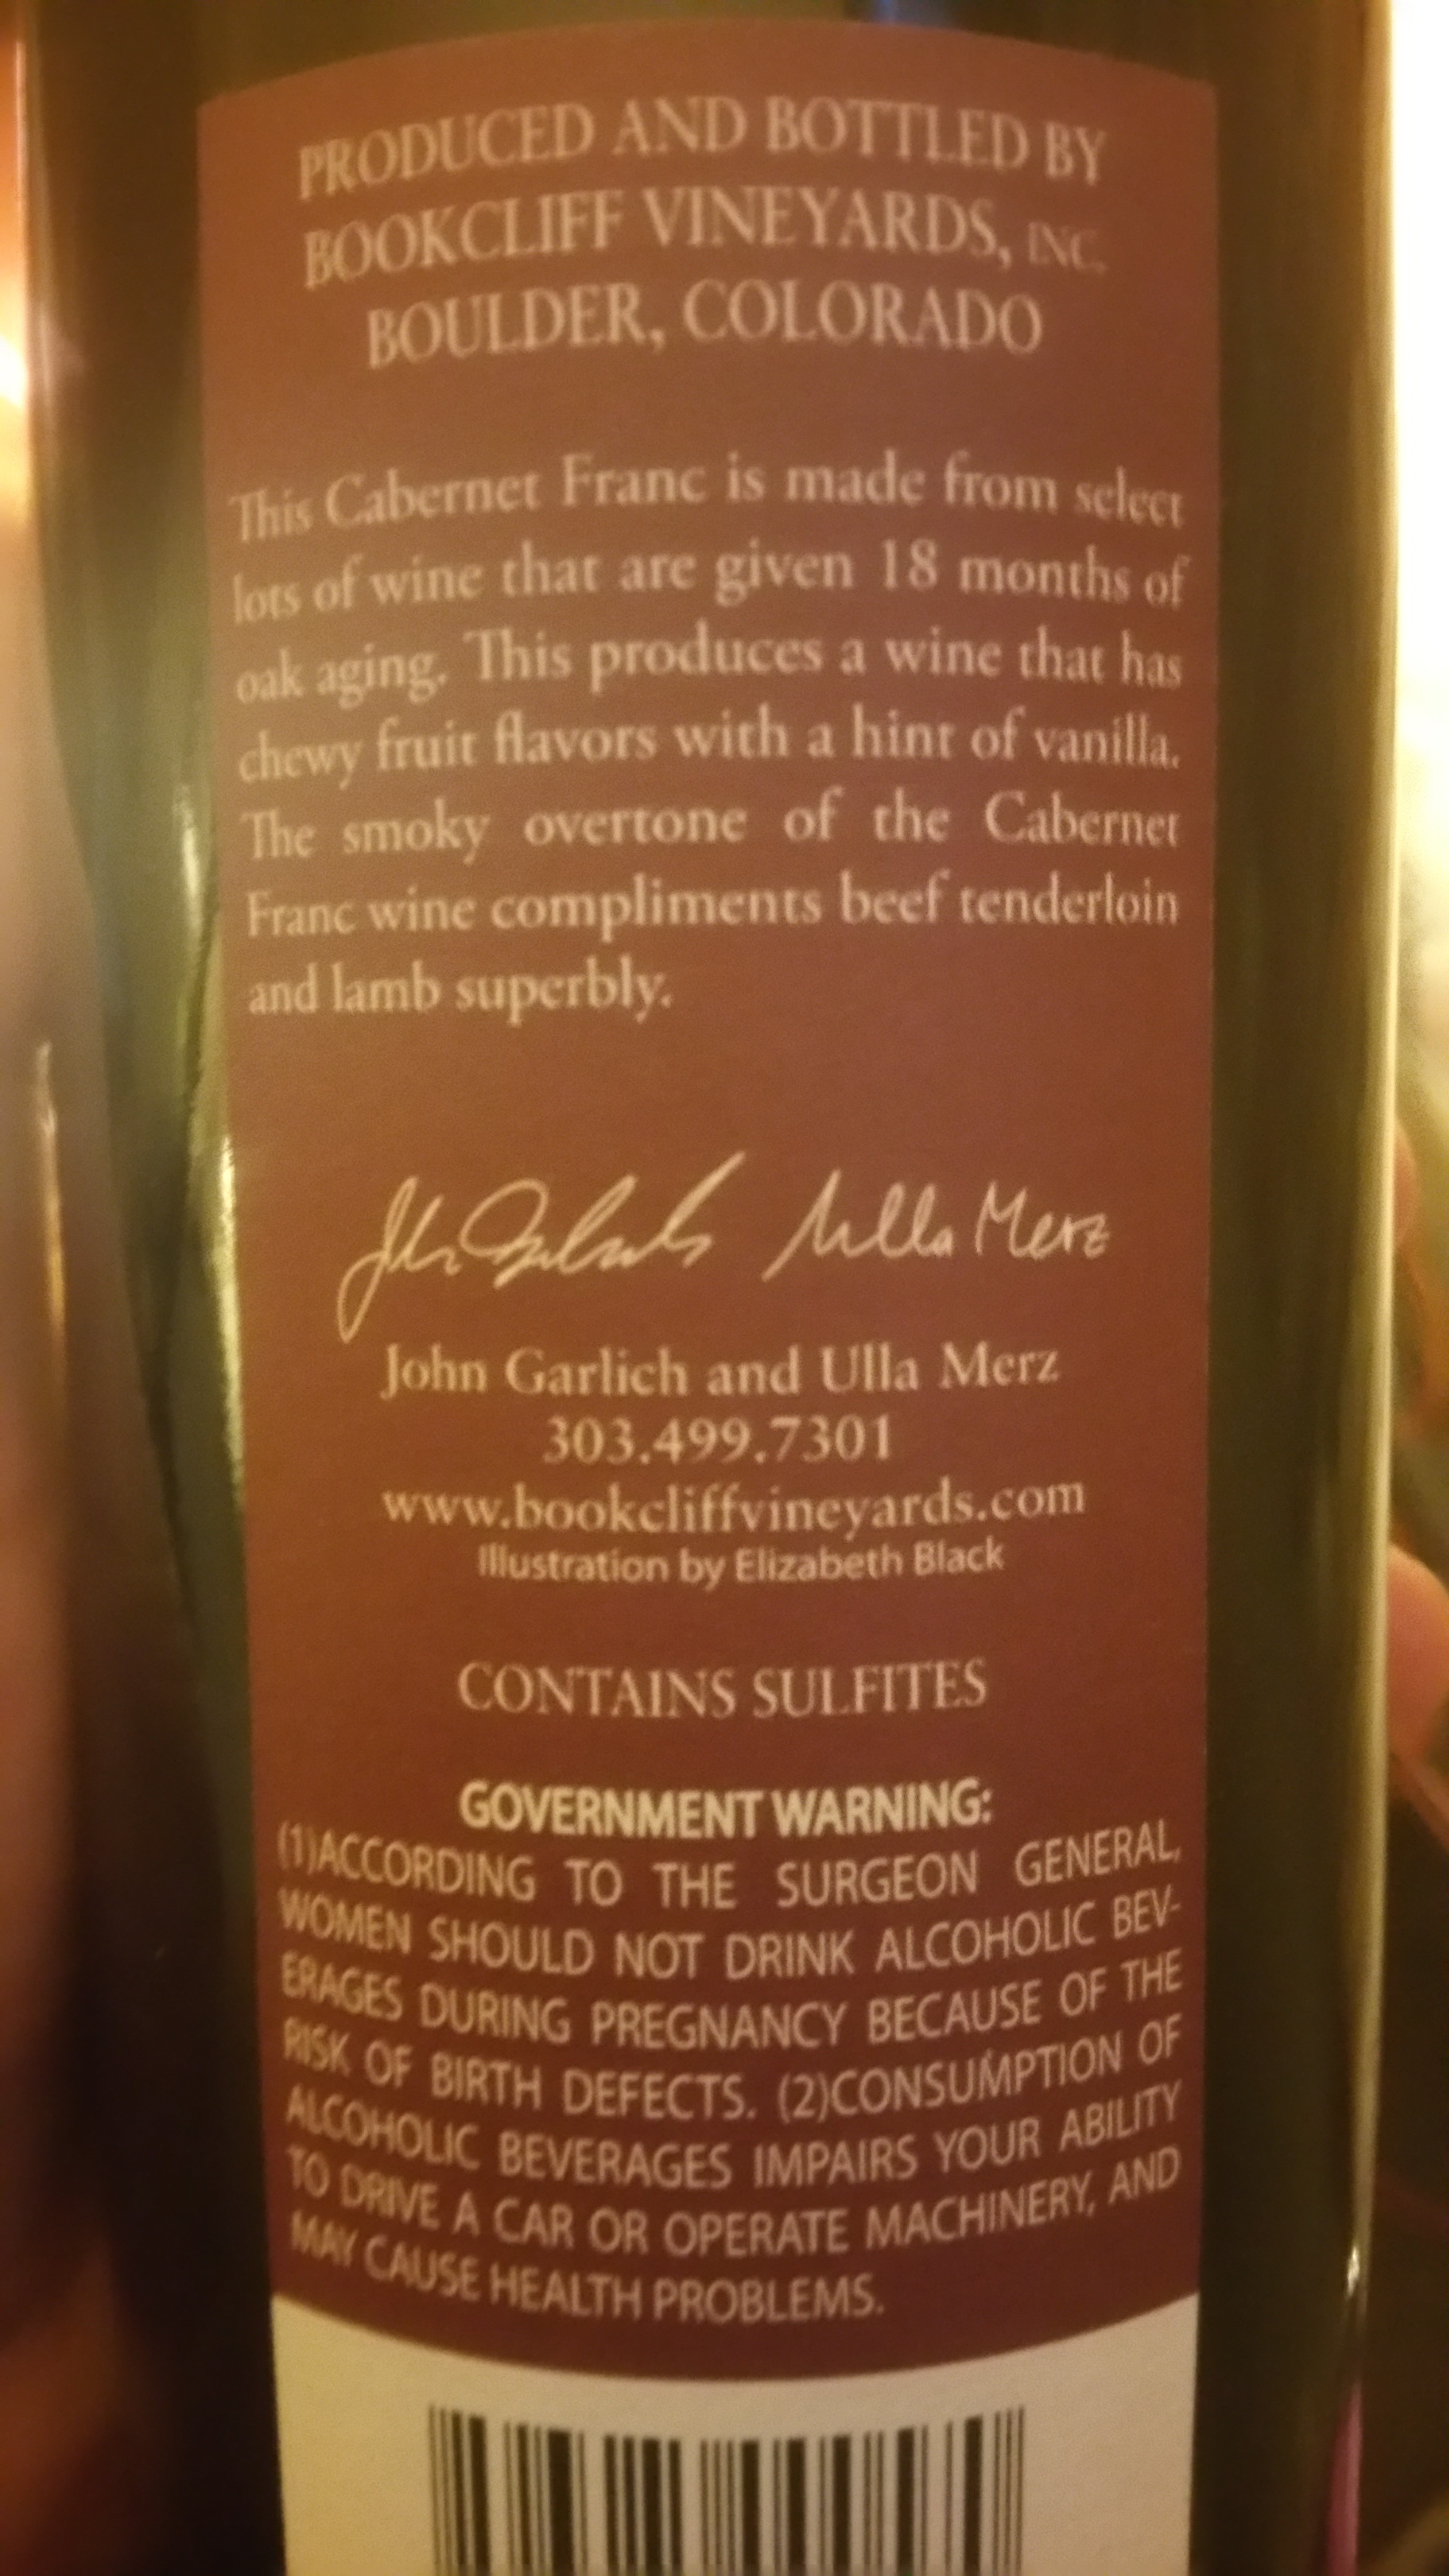 PRODUCED AND BOTTLED BY
BOOKCLIFF VINEYARDS, INC.
BOULDER, COLORADO
This Cabernet Franc is made from select
lots of wine that are given 18 months of
oak aging. This produces a wine that has
chewy fruit flavors with a hint of vanilla.
The smoky overtone of the Cabernet
Franc wine compliments beef tenderloin
and lamb superbly.
John Garlich Ulla Merz
John Garlich and Ulla Merz
303.499.7301
www.bookcliffvineyards.com
Illustration by Elizabeth Black
CONTAINS SULFITES
GOVERNMENT WARNING:
(1)ACCORDING TO THE SURGEON GENERAL,
WOMEN SHOULD NOT DRINK ALCOHOLIC BEV-
ERAGES DURING PREGNANCY BECAUSE OF THE
RISK OF BIRTH DEFECTS. (2)CONSUMPTION OF
ALCOHOLIC BEVERAGES IMPAIRS YOUR ABILITY
TO DRIVE A CAR OR OPERATE MACHINERY, AND
MAY CAUSE HEALTH PROBLEMS.